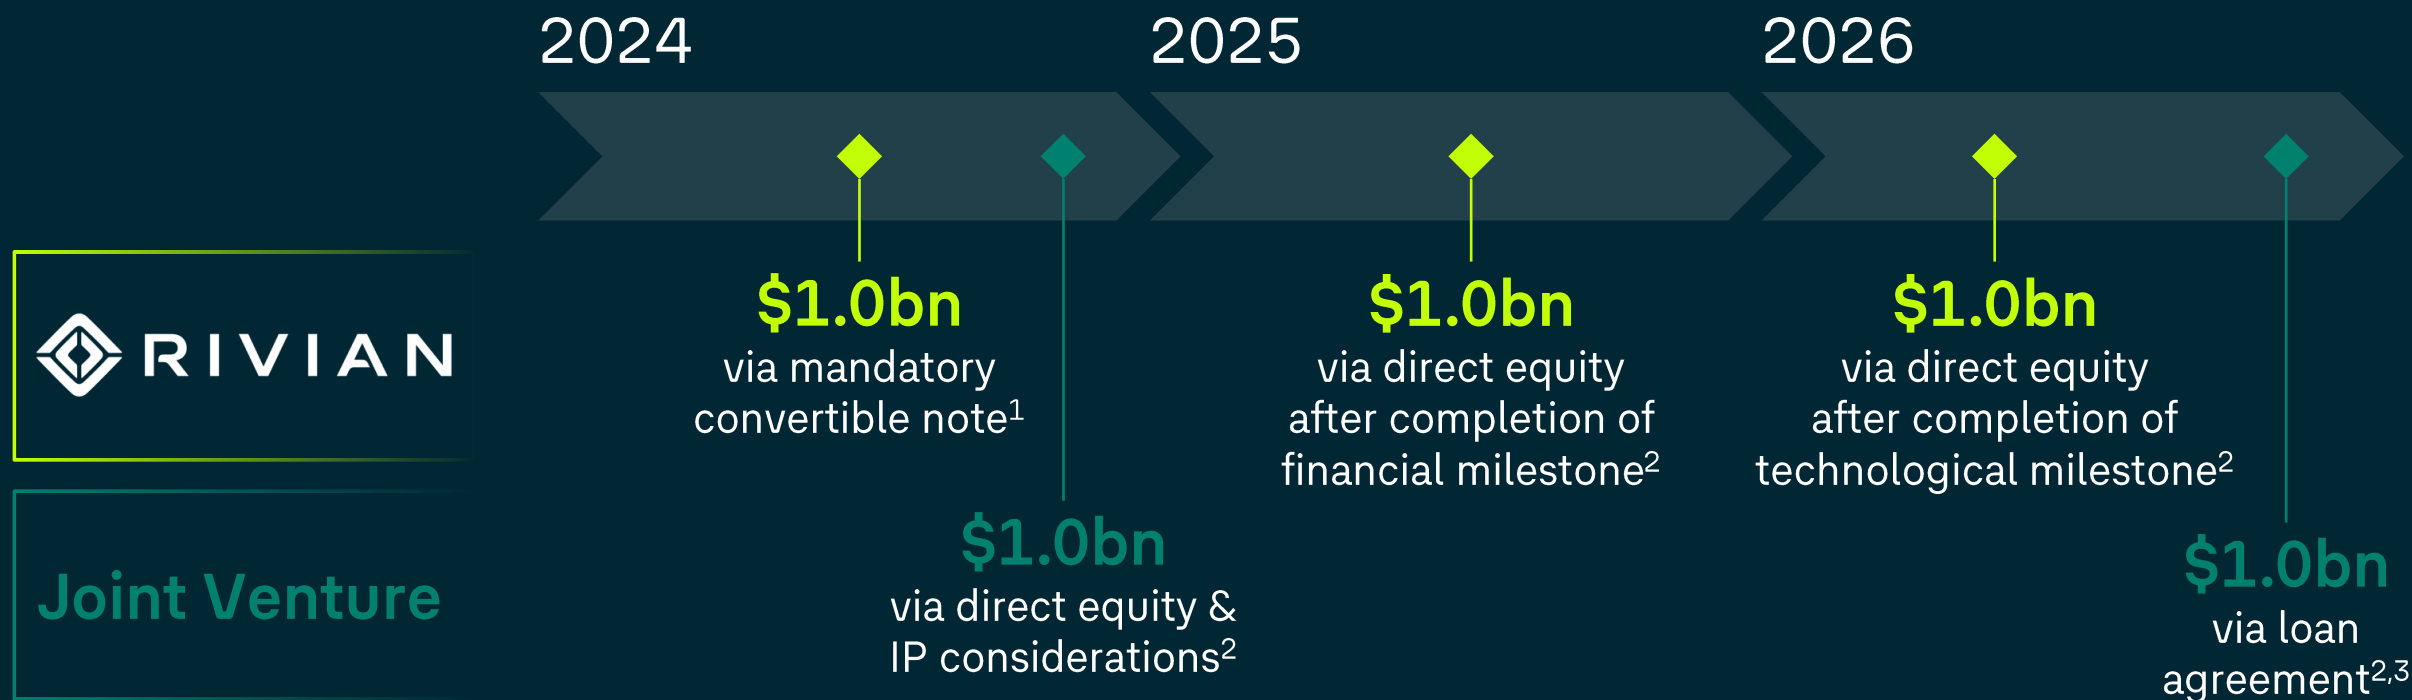 2024
2025
2026
RIVIAN
$1.0bn
via mandatory
convertible note¹
$1.0bn
via direct equity
after completion of
financial milestone²
$1.0bn
via direct equity
after completion of
technological milestone²
Joint Venture
$1.0bn
via direct equity &
IP considerations²
$1.0bn
via loan
agreement²,³